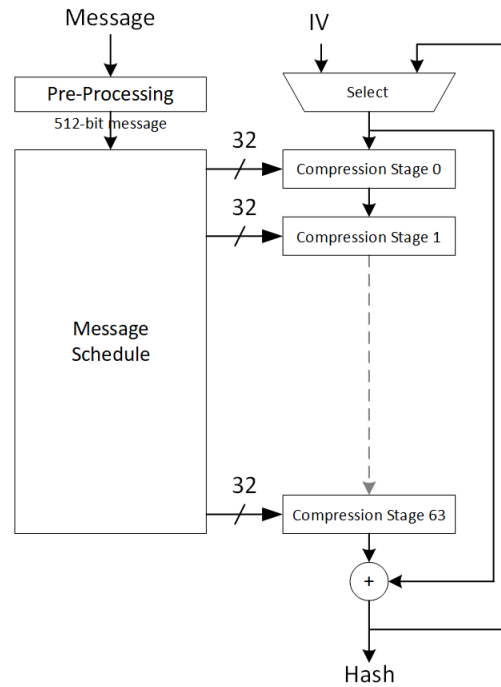 Message
IV
Pre-Processing
Select
512-bit message
32
Compression Stage 0
32
Compression Stage 1
Message
Schedule
32
Compression Stage 63
+
Hash